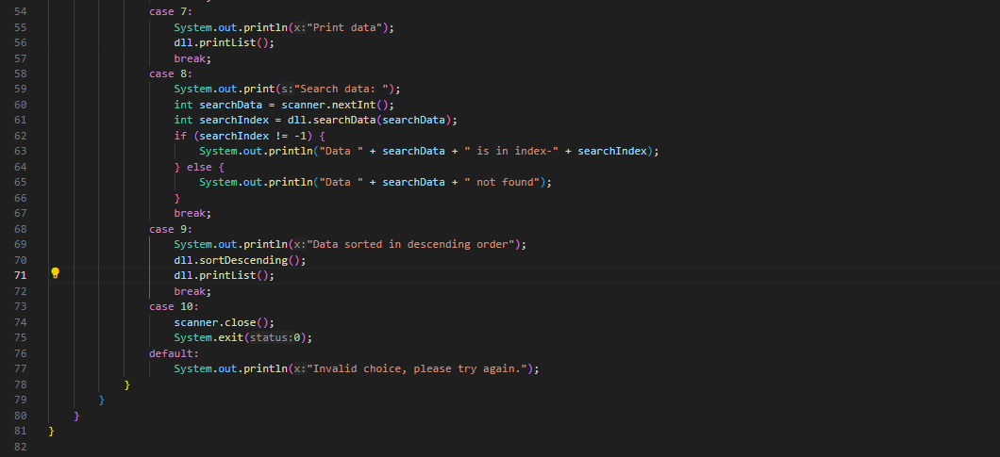 54 case 7:
55 System.out.println(x:"Print data");
56 dll.printList();
57 break;
58 case 8:
59 System.out.print(s:"Search data: ");
60 int searchData = scanner.nextInt();
61 int searchIndex = dll.searchData(searchData);
62 if (searchIndex != -1) {
63 System.out.println("Data " + searchData + " is in index-" + searchIndex);
64 } else {
65 System.out.println("Data " + searchData + " not found");
66 }
67 break;
68 case 9:
69 System.out.println(x:"Data sorted in descending order");
70 dll.sortDescending();
71 dll.printList();
72 break;
73 case 10:
74 scanner.close();
75 System.exit(status:0);
76 default:
77 System.out.println(x:"Invalid choice, please try again.");
78 }
79 }
80 }
81 }
82